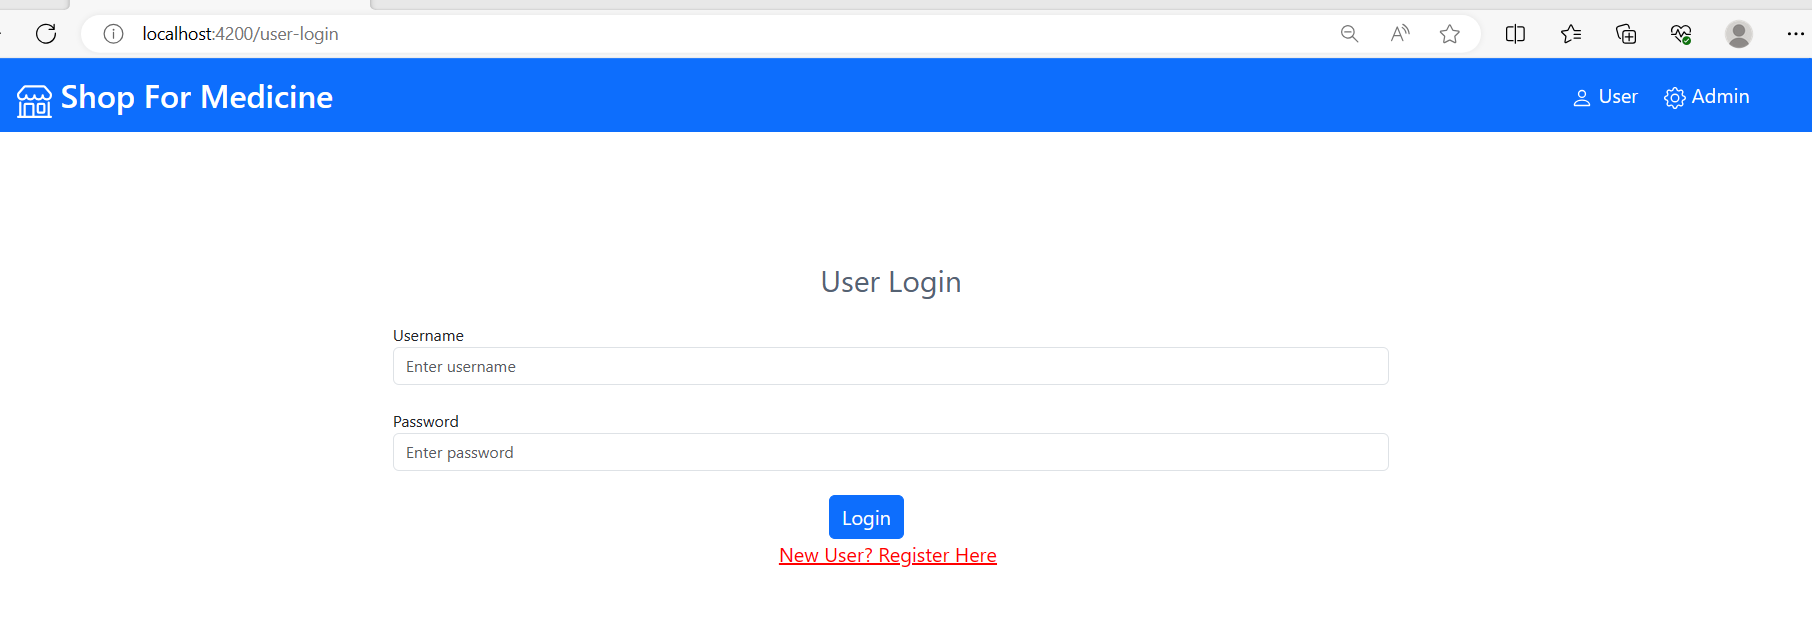 localhost:4200/user-login
Shop For Medicine
User
Admin
User Login
Username
Enter username
Password
Enter password
Login
New User? Register Here